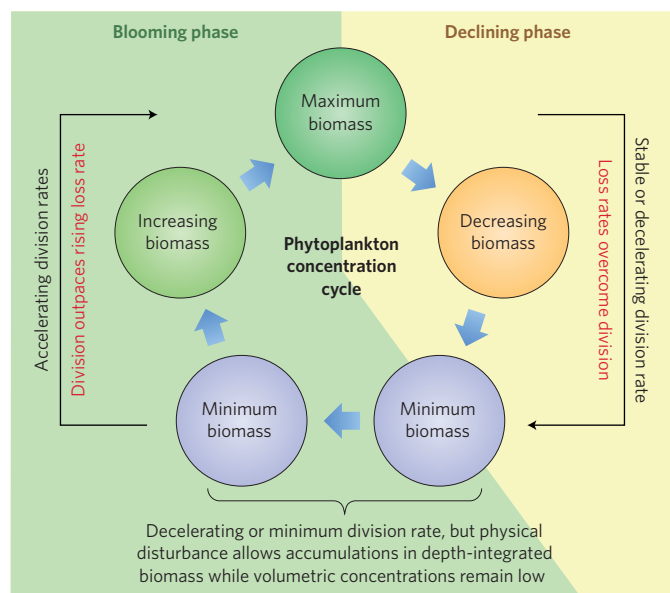 Blooming phase
Declining phase
Maximum
biomass
Accelerating division rates
Division outpaces rising loss rate
Increasing
biomass
Phytoplankton
concentration
cycle
Decreasing
biomass
Loss rates overcome division
Stable or decelerating division rate
Minimum
biomass
Minimum
biomass
Decelerating or minimum division rate, but physical
disturbance allows accumulations in depth-integrated
biomass while volumetric concentrations remain low